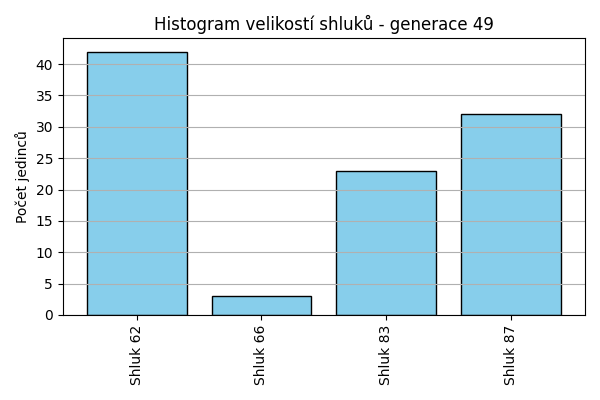 Histogram velikostí shluků - generace 49
Počet jedinců
40
35
30
25
20
15
10
5
0
Shluk 62
Shluk 66
Shluk 83
Shluk 87